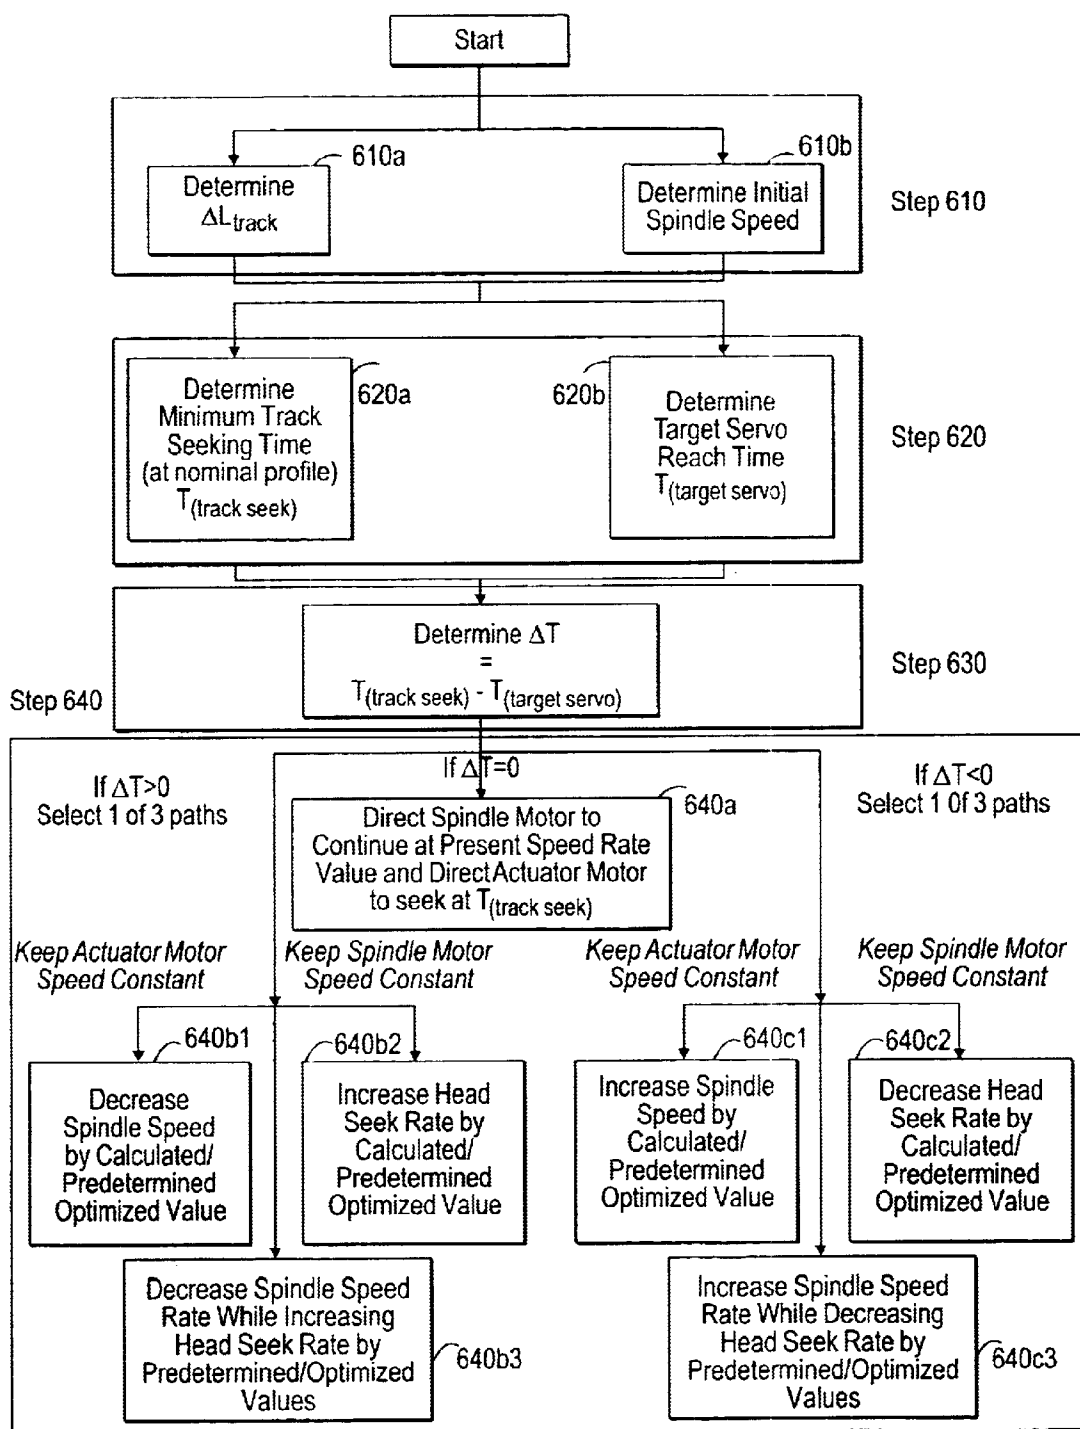 Start
610a
Determine
ΔL track
610b
Determine Initial
Spindle Speed
Step 610
Determine
Minimum Track
Seeking Time
(at nominal profile)
T(track seek)
620a
620b
Determine
Target Servo
Reach Time
T(target servo)
Step 620
Determine ΔT
=
T(track seek) - T(target servo)
Step 630
Step 640
If ΔT>0
Select 1 of 3 paths
If ΔT=0
If ΔT<0
Select 1 0f 3 paths
640a
Direct Spindle Motor to
Continue at Present Speed Rate
Value and Direct Actuator Motor
to seek at T(track seek)
Keep Actuator Motor
Speed Constant
Keep Spindle Motor
Speed Constant
Keep Actuator Motor
Speed Constant
Keep Spindle Motor
Speed Constant
640b1
Decrease
Spindle Speed
by Calculated/
Predetermined
Optimized Value
640b2
Increase Head
Seek Rate by
Calculated/
Predetermined
Optimized Value
640c1
Increase Spindle
Speed by
Calculated/
Predetermined
Optimized Value
640c2
Decrease Head
Seek Rate by
Calculated/
Predetermined
Optimized Value
Decrease Spindle Speed
Rate While Increasing
Head Seek Rate by
Predetermined/Optimized
Values
640b3
Increase Spindle Speed
Rate While Decreasing
Head Seek Rate by
Predetermined/Optimized
Values
640c3